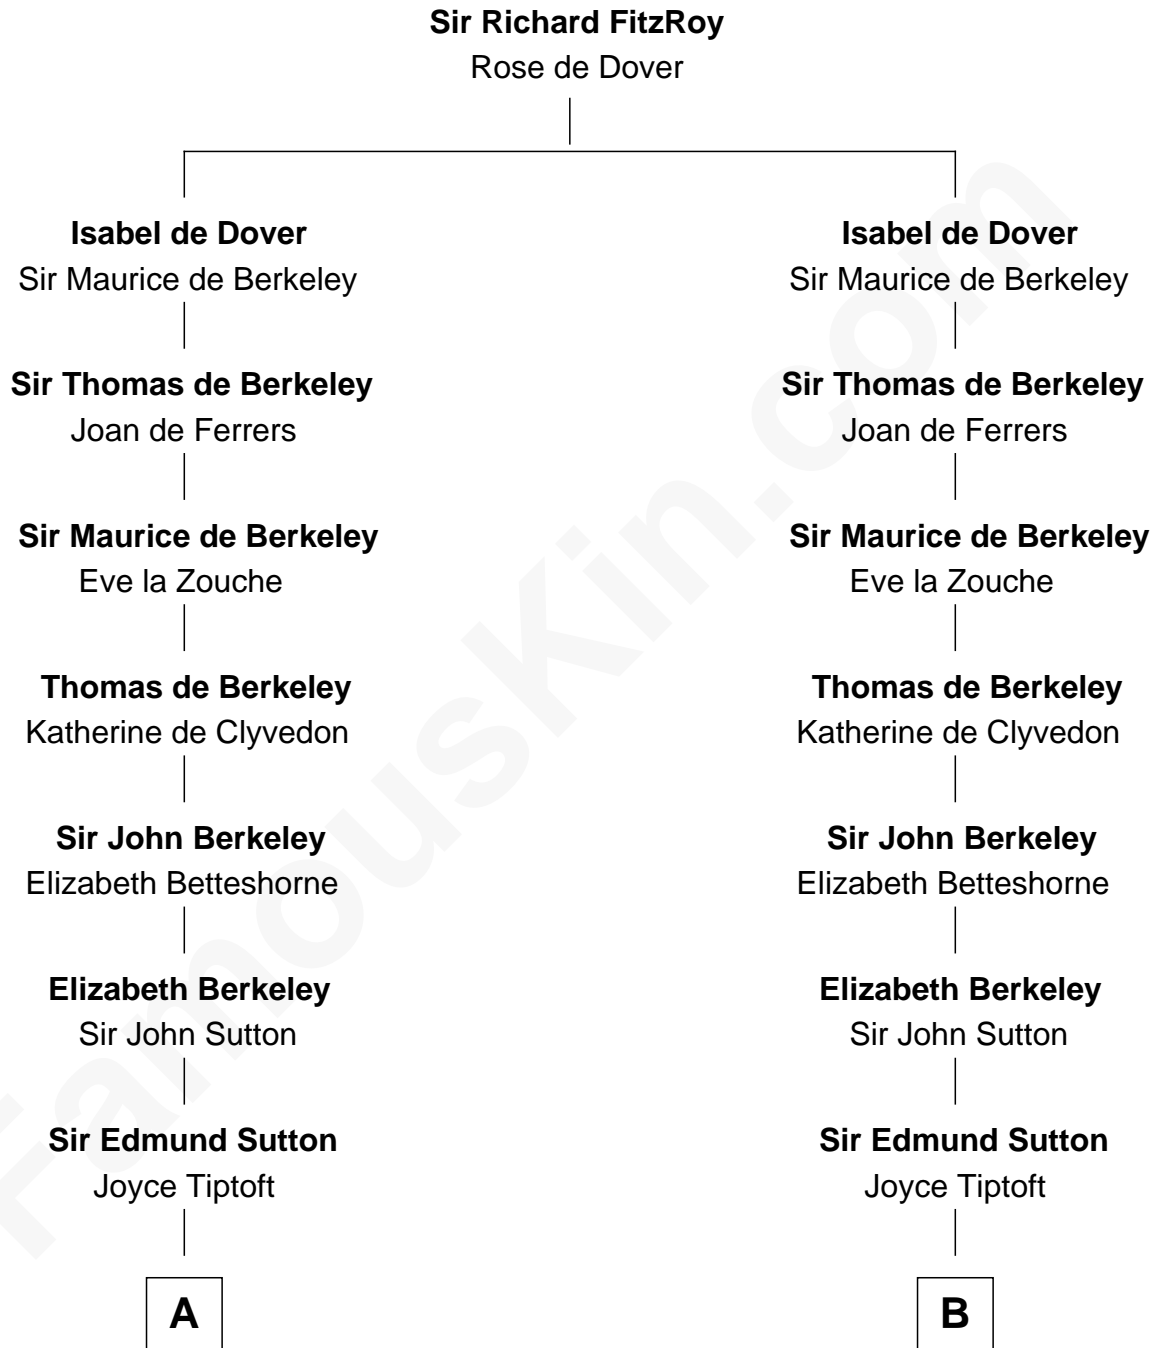 Sir Richard FitzRoy
Rose de Dover
Isabel de Dover
Sir Maurice de Berkeley
Sir Thomas de Berkeley
Joan de Ferrers
Sir Maurice de Berkeley
Eve la Zouche
Thomas de Berkeley
Katherine de Clyvedon
Sir John Berkeley
Elizabeth Betteshorne
Elizabeth Berkeley
Sir John Sutton
Sir Edmund Sutton
Joyce Tiptoft
A
Isabel de Dover
Sir Maurice de Berkeley
Sir Thomas de Berkeley
Joan de Ferrers
Sir Maurice de Berkeley
Eve la Zouche
Thomas de Berkeley
Katherine de Clyvedon
Sir John Berkeley
Elizabeth Betteshorne
Elizabeth Berkeley
Sir John Sutton
Sir Edmund Sutton
Joyce Tiptoft
B
FamousKin.com